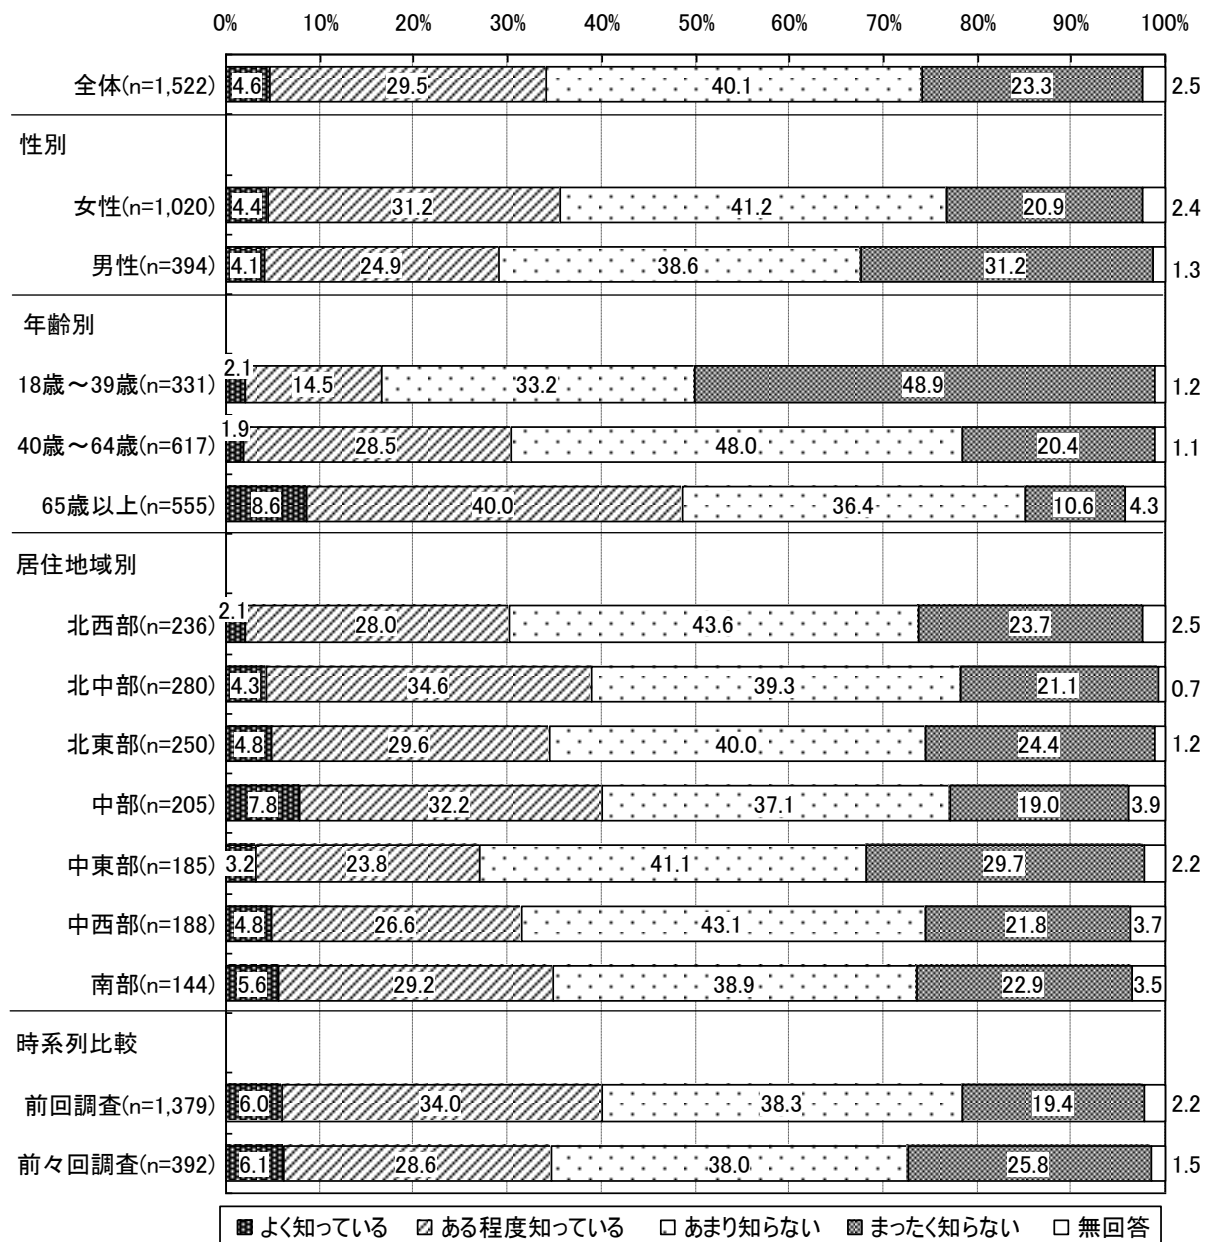 0% 10% 20% 30% 40% 50% 60% 70% 80% 90% 100%
全体(n=1,522) 4.6 29.5 40.1 23.3 2.5
性別
女性(n=1,020) 4.4 31.2 41.2 20.9 2.4
男性(n=394) 4.1 24.9 38.6 31.2 1.3
年齢別
18歳～39歳(n=331) 2.1 14.5 33.2 48.9 1.2
40歳～64歳(n=617) 1.9 28.5 48.0 20.4 1.1
65歳以上(n=555) 8.6 40.0 36.4 10.6 4.3
居住地域別
北西部(n=236) 2.1 28.0 43.6 23.7 2.5
北中部(n=280) 4.3 34.6 39.3 21.1 0.7
北東部(n=250) 4.8 29.6 40.0 24.4 1.2
中部(n=205) 7.8 32.2 37.1 19.0 3.9
中東部(n=185) 3.2 23.8 41.1 29.7 2.2
中西部(n=188) 4.8 26.6 43.1 21.8 3.7
南部(n=144) 5.6 29.2 38.9 22.9 3.5
時系列比較
前回調査(n=1,379) 6.0 34.0 38.3 19.4 2.2
前々回調査(n=392) 6.1 28.6 38.0 25.8 1.5
よく知っている ある程度知っている あまり知らない まったく知らない 無回答